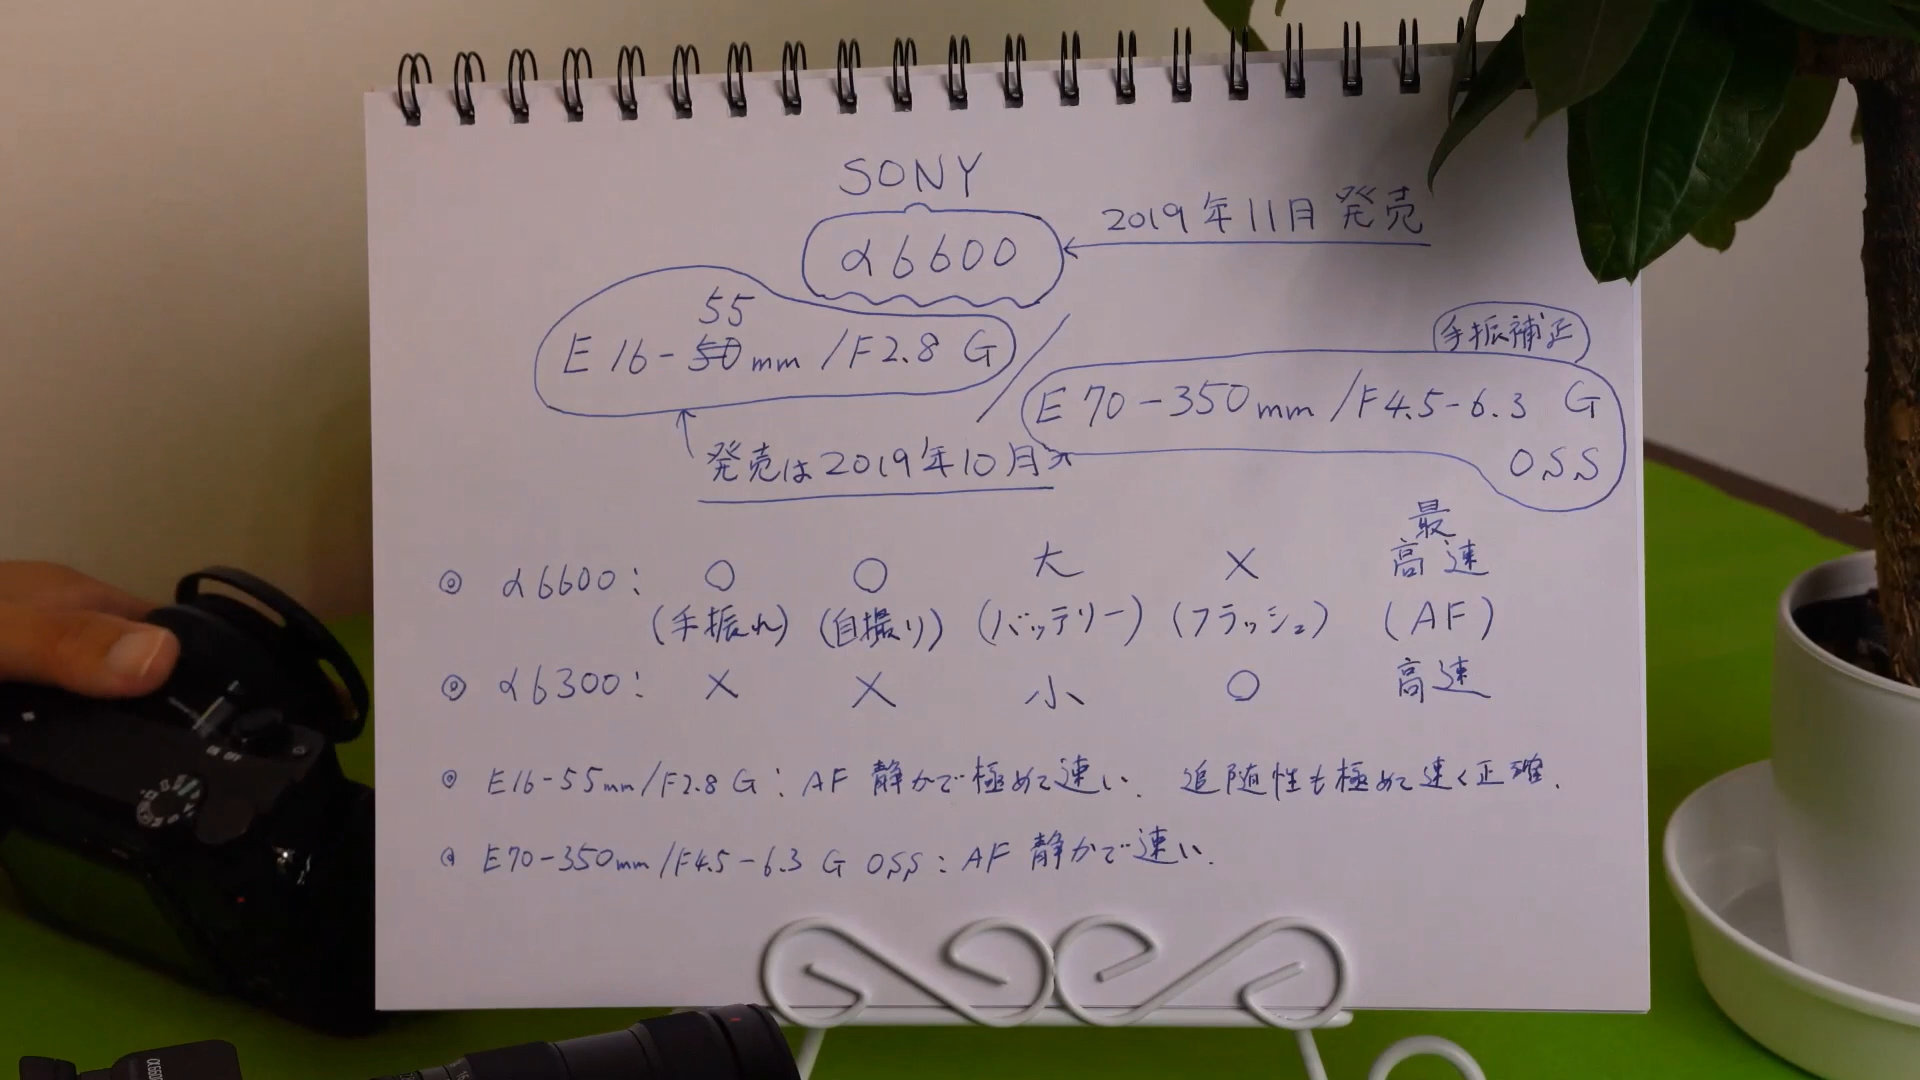 SONY
α6600
2019年11月発売
55
E 16-50mm /F2.8 G
手振補正
E 70-350mm /F4.5-6.3 G
OSS
発売は2019年10月
最
◎ α6600: ○ ○ 大 × 高速
(手振れ) (自撮り) (バッテリー) (フラッシュ) (AF)
◎ α6300: × × 小 ○ 高速
◎ E16-55mm/F2.8 G: AF 静かで極めて速い. 追随性も極めて速く正確.
◎ E70-350mm/F4.5-6.3 G OSS: AF 静かで速い.
ON OFF